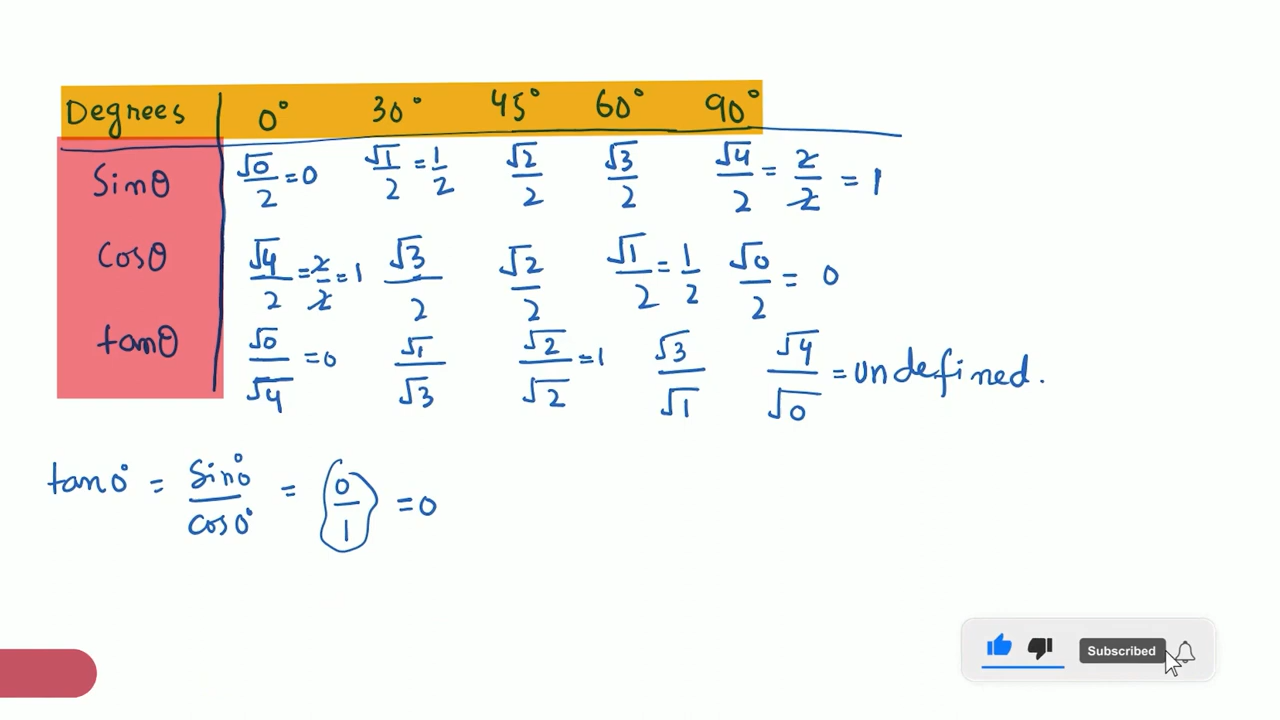 Degrees 0° 30° 45° 60° 90°
Sinθ √0/2 = 0 √1/2 = 1/2 √2/2 √3/2 √4/2 = 2/2 = 1
Cosθ √4/2 = 2/2 = 1 √3/2 √2/2 √1/2 = 1/2 √0/2 = 0
tanθ √0/√4 = 0 √1/√3 √2/√2 = 1 √3/√1 √4/√0 = undefined.
tan0° = Sin0°/cos0° = 0/1 = 0
Subscribed